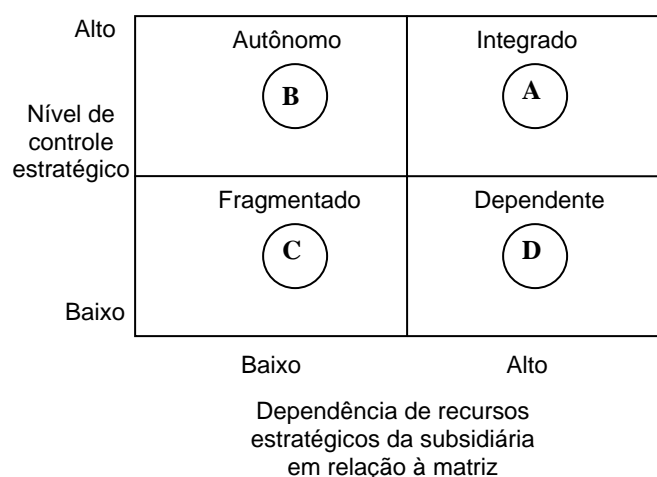 Alto
Autônomo
Integrado
B
A
Nível de
controle
estratégico
Fragmentado
Dependente
C
D
Baixo
Baixo
Alto
Dependência de recursos
estratégicos da subsidiária
em relação à matriz